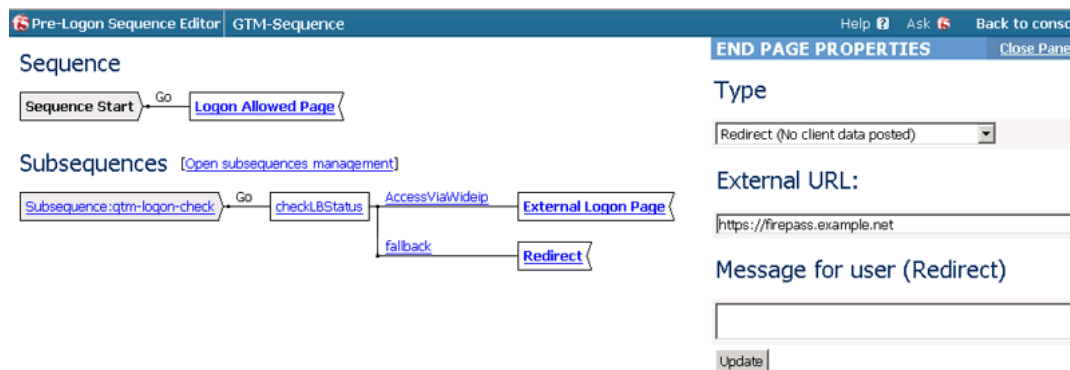 f5 Pre-Logon Sequence Editor GTM-Sequence Help ? Ask f5 Back to conso
END PAGE PROPERTIES Close Pane
Sequence
Sequence Start Go Logon Allowed Page
Subsequences [Open subsequences management]
Subsequence:gtm-logon-check Go checkLBStatus AccessViaWideip External Logon Page
fallback Redirect
Type
Redirect (No client data posted)
External URL:
https://firepass.example.net
Message for user (Redirect)
Update